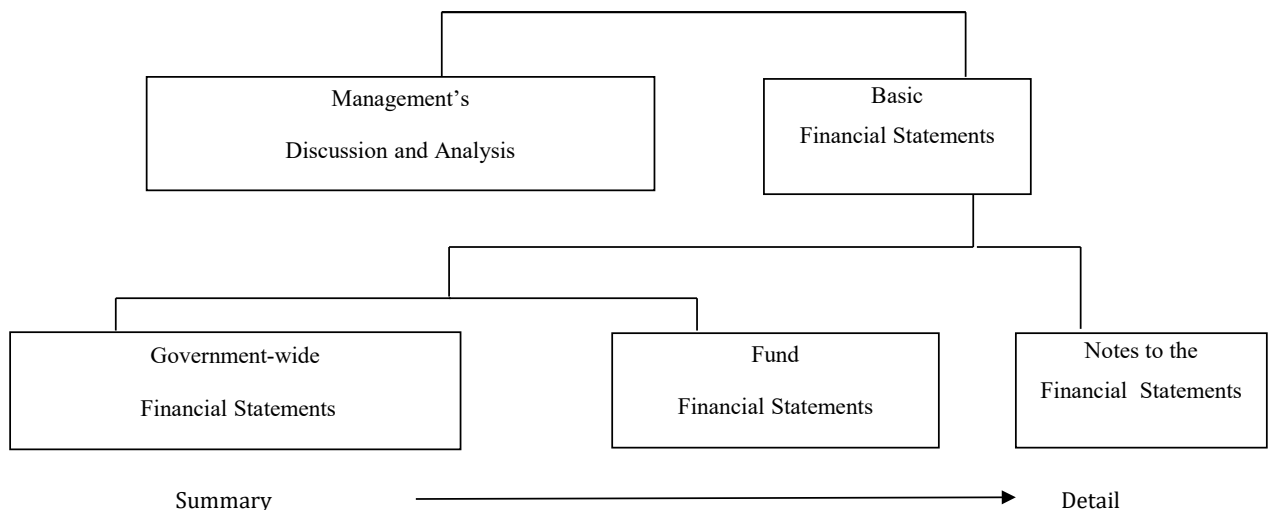 Management’s
Discussion and Analysis
Basic
Financial Statements
Government-wide
Financial Statements
Fund
Financial Statements
Notes to the
Financial Statements
Summary
Detail